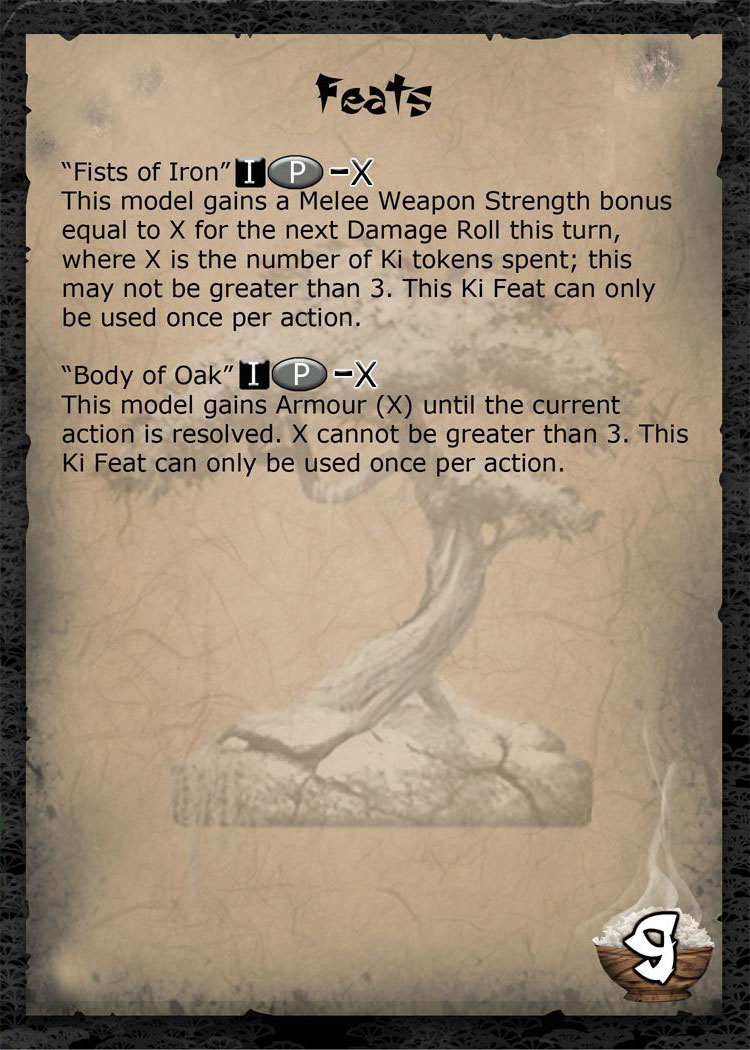 Feats
“Fists of Iron” I P -X
This model gains a Melee Weapon Strength bonus
equal to X for the next Damage Roll this turn,
where X is the number of Ki tokens spent; this
may not be greater than 3. This Ki Feat can only
be used once per action.
“Body of Oak” I P -X
This model gains Armour (X) until the current
action is resolved. X cannot be greater than 3. This
Ki Feat can only be used once per action.
9